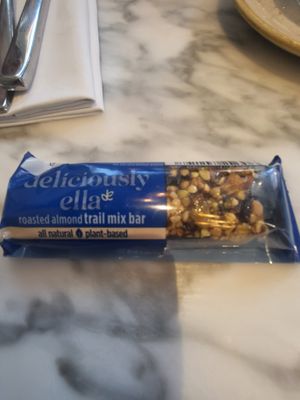 deliciously
ella
roasted almond trail mix bar
all natural plant-based